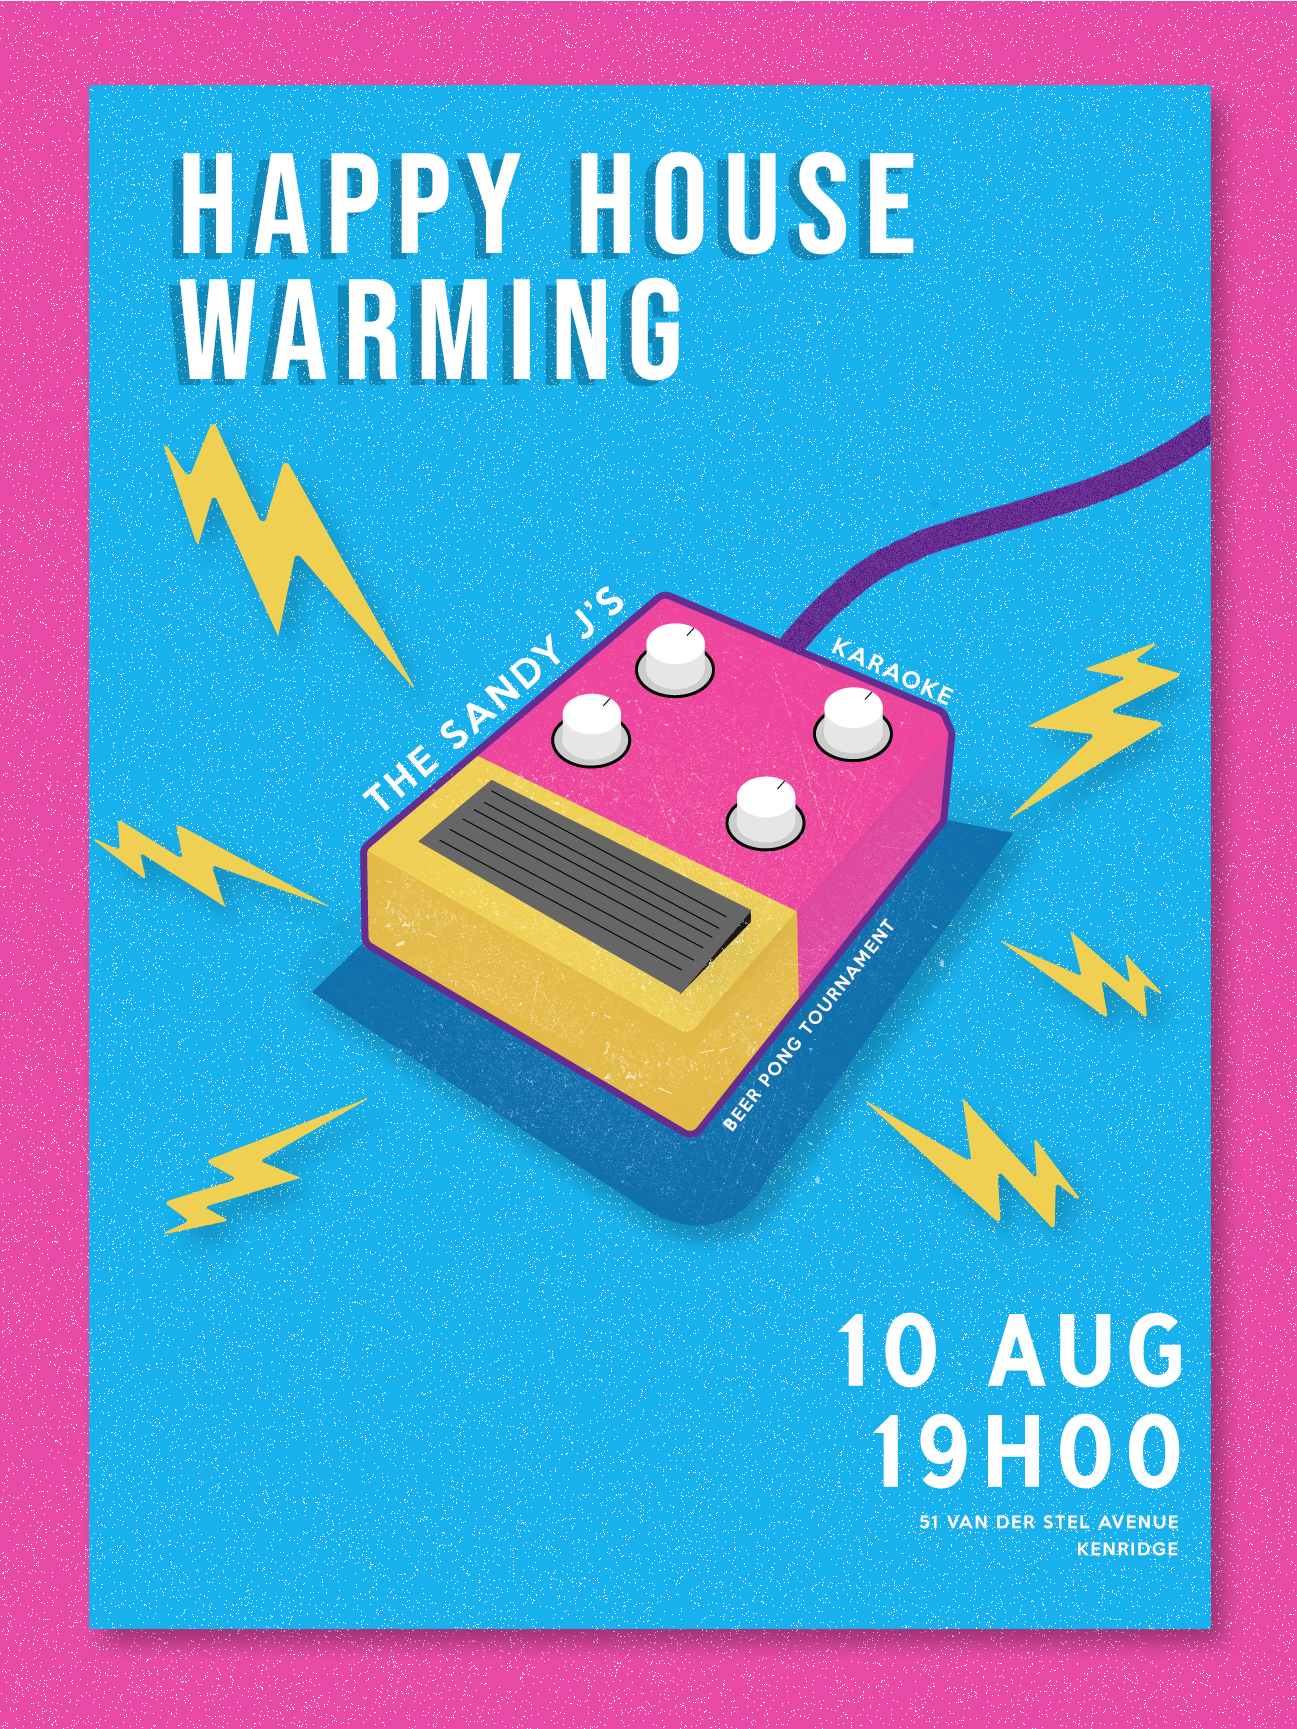 HAPPY HOUSE
WARMING
THE SANDY J'S
KARAOKE
BEER PONG TOURNAMENT
10 AUG
19H00
51 VAN DER STEL AVENUE
KENRIDGE